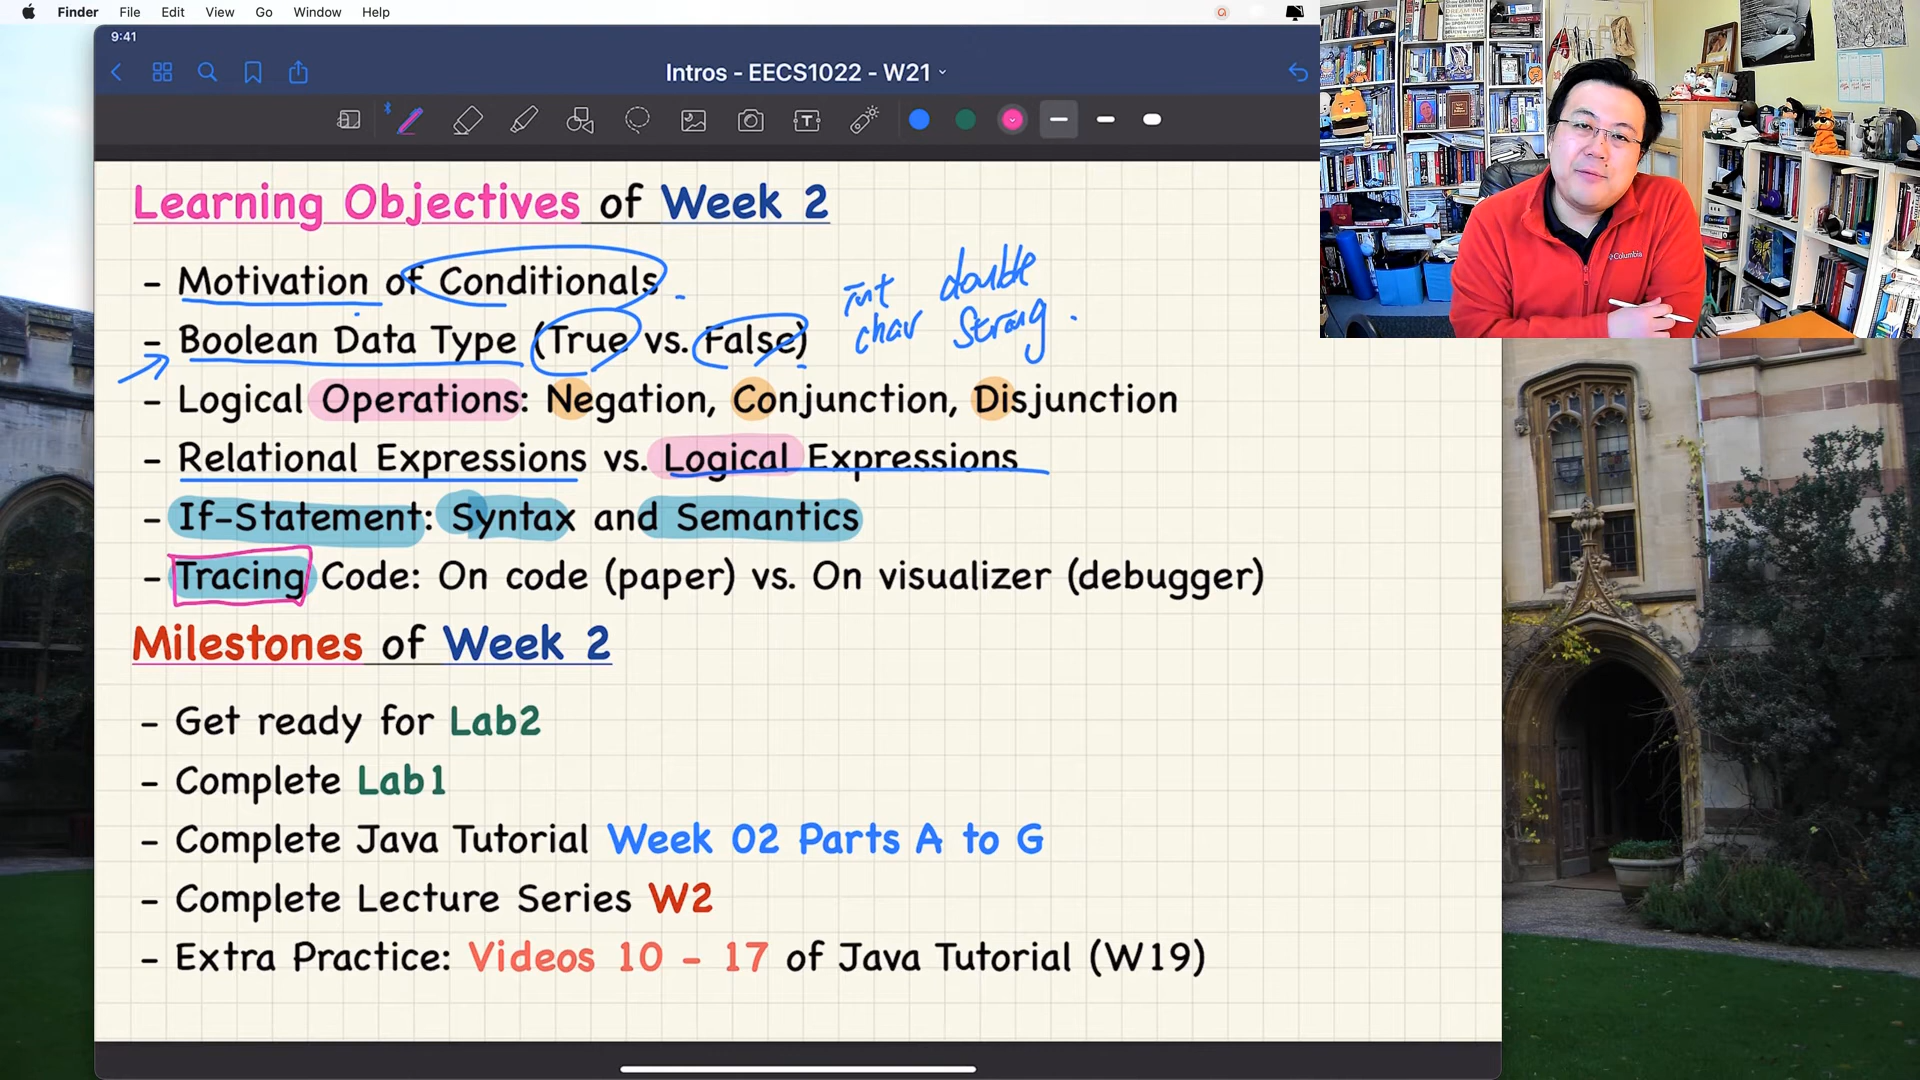 Finder File Edit View Go Window Help
9:41
Intros - EECS1022 - W21
Learning Objectives of Week 2
- Motivation of Conditionals
- Boolean Data Type (True vs. False)
int double
char String.
- Logical Operations: Negation, Conjunction, Disjunction
- Relational Expressions vs. Logical Expressions
- If-Statement: Syntax and Semantics
- Tracing Code: On code (paper) vs. On visualizer (debugger)
Milestones of Week 2
- Get ready for Lab2
- Complete Lab1
- Complete Java Tutorial Week 02 Parts A to G
- Complete Lecture Series W2
- Extra Practice: Videos 10 - 17 of Java Tutorial (W19)
Columbia